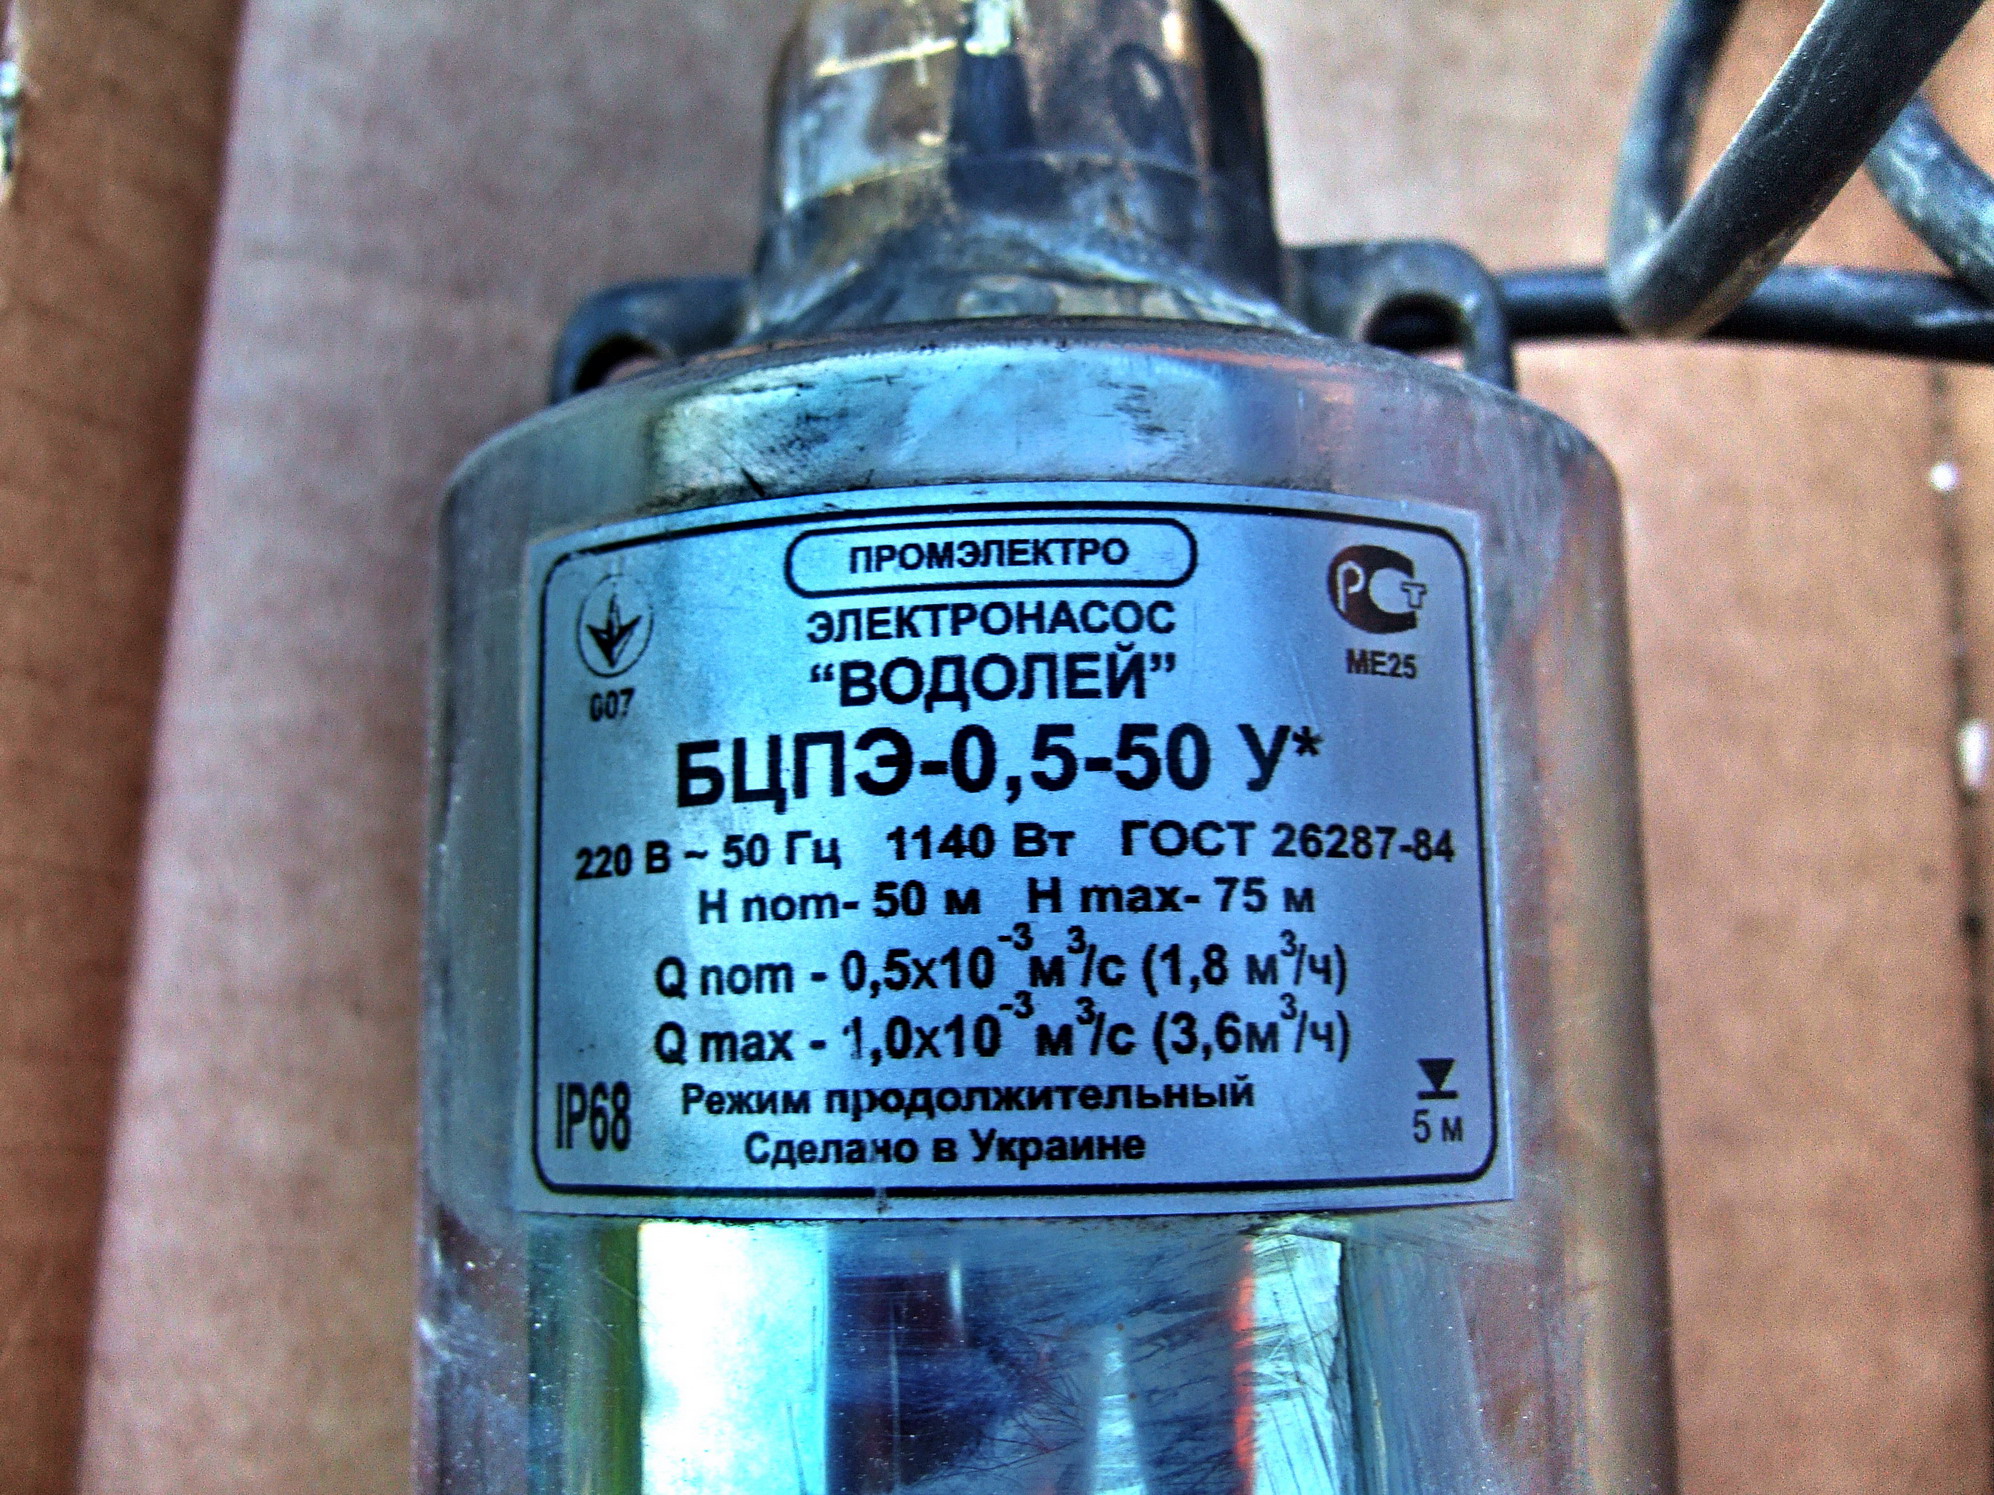 ПРОМЭЛЕКТРО
ЭЛЕКТРОНАСОС
“ВОДОЛЕЙ”
007
РСТ
МЕ25
БЦПЭ-0,5-50 У*
220 В ~ 50 Гц 1140 Вт ГОСТ 26287-84
H nom- 50 м H max- 75 м
Q nom - 0,5x10⁻³м³/с (1,8 м³/ч)
Q max - 1,0x10⁻³м³/с (3,6м³/ч)
IP68
Режим продолжительный
Сделано в Украине
5 м